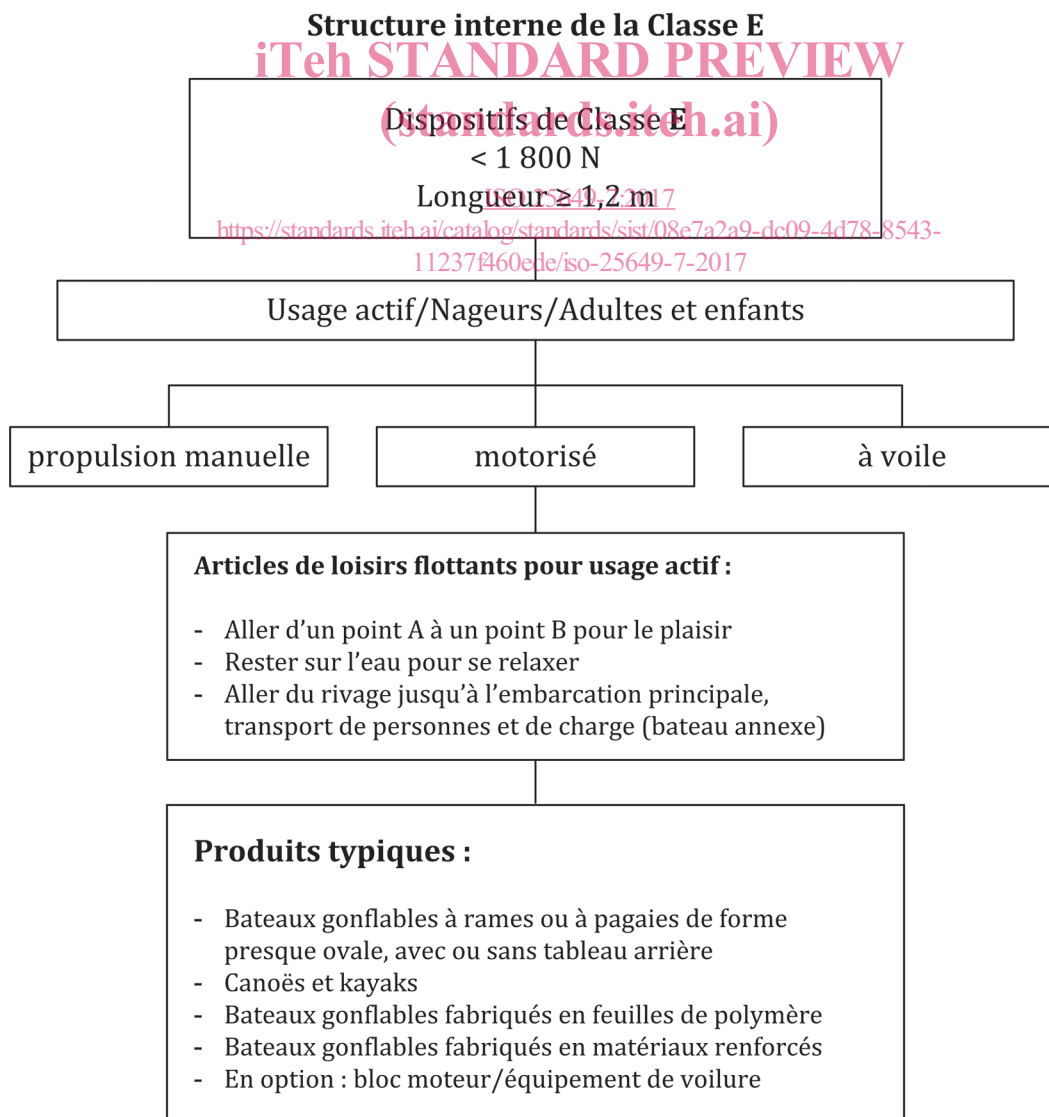 Structure interne de la Classe E
iTeh STANDARD PREVIEW
(standards.iteh.ai)
Dispositifs de Classe E
< 1 800 N
Longueur ≥ 1,2 m
ISO 25649-7:2017
https://standards.iteh.ai/catalog/standards/sist/08e7a2a9-dc09-4d78-8543-
11237f460ede/iso-25649-7-2017
Usage actif/Nageurs/Adultes et enfants
propulsion manuelle
motorisé
à voile
Articles de loisirs flottants pour usage actif :
- Aller d’un point A à un point B pour le plaisir
- Rester sur l’eau pour se relaxer
- Aller du rivage jusqu’à l’embarcation principale,
transport de personnes et de charge (bateau annexe)
Produits typiques :
- Bateaux gonflables à rames ou à pagaies de forme
presque ovale, avec ou sans tableau arrière
- Canoës et kayaks
- Bateaux gonflables fabriqués en feuilles de polymère
- Bateaux gonflables fabriqués en matériaux renforcés
- En option : bloc moteur/équipement de voilure